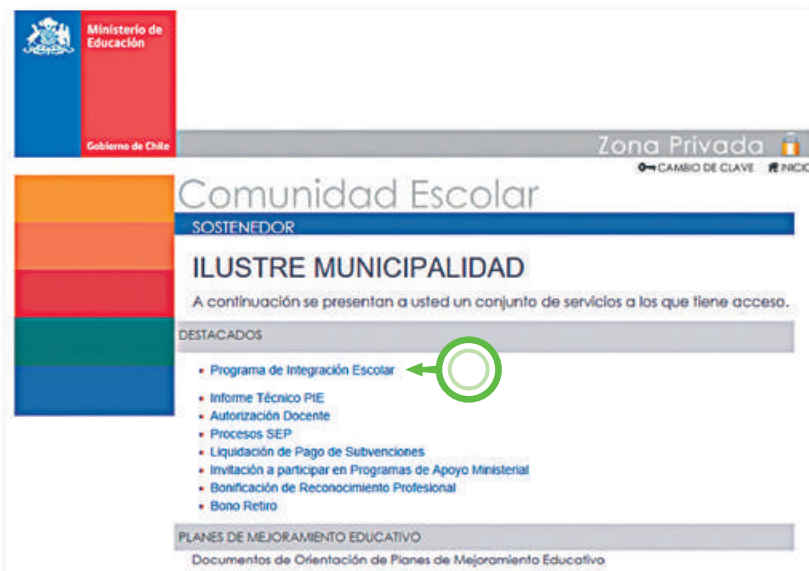 Ministerio de
Educación
Gobierno de Chile
Zona Privada
CAMBIO DE CLAVE INICIO
Comunidad Escolar
SOSTENEDOR
ILUSTRE MUNICIPALIDAD
A continuación se presentan a usted un conjunto de servicios a los que tiene acceso.
DESTACADOS
Programa de Integración Escolar
Informe Técnico PIE
Autorización Docente
Procesos SEP
Liquidación de Pago de Subvenciones
Invitación a participar en Programas de Apoyo Ministerial
Bonificación de Reconocimiento Profesional
Bono Retiro
PLANES DE MEJORAMIENTO EDUCATIVO
Documentos de Orientación de Planes de Mejoramiento Educativo